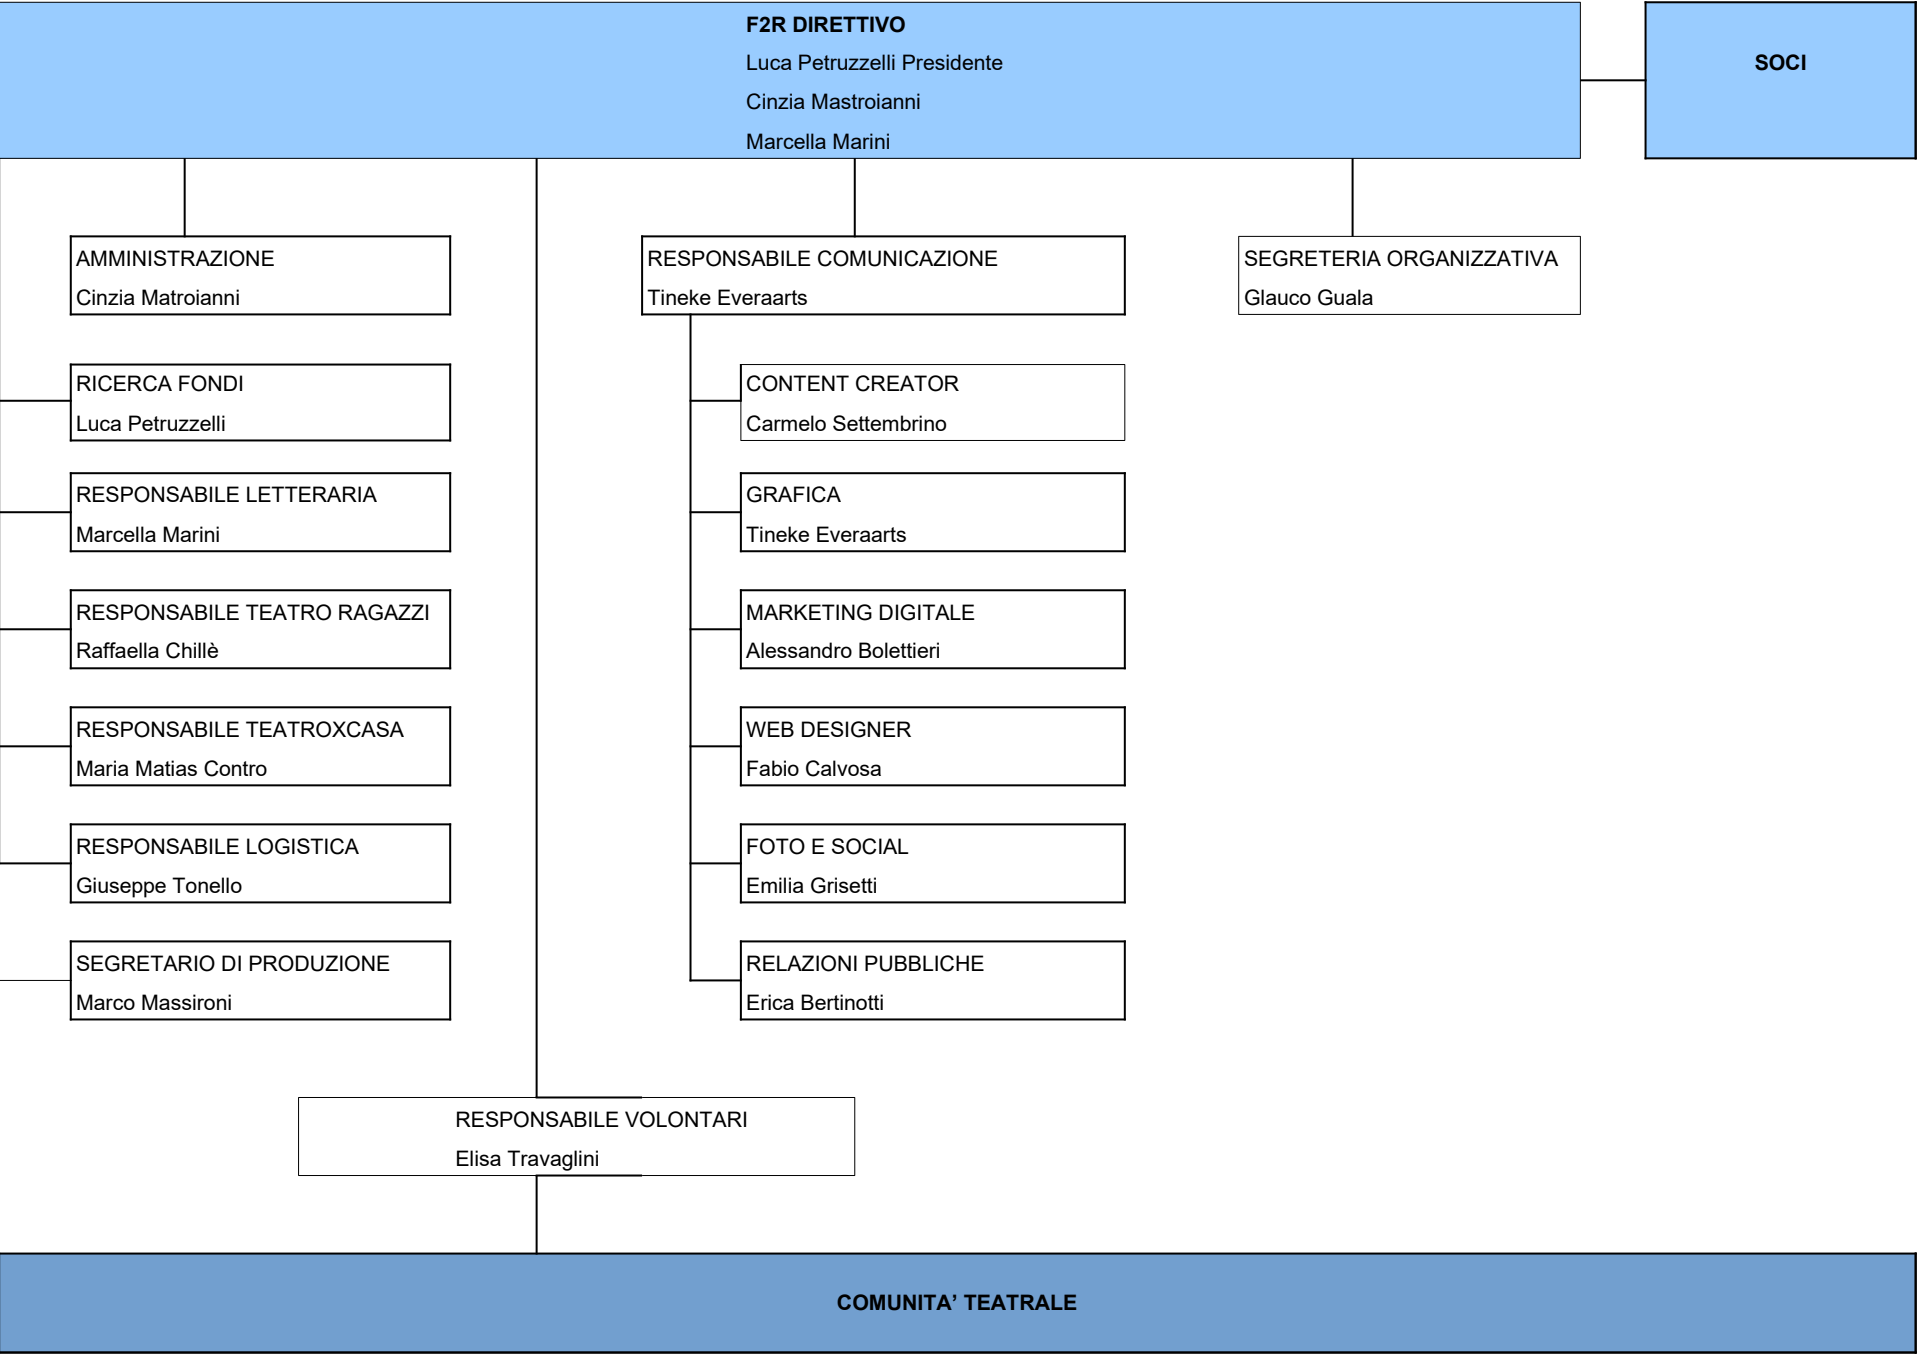 F2R DIRETTIVO
Luca Petruzzelli Presidente
Cinzia Mastroianni
Marcella Marini
SOCI
AMMINISTRAZIONE
Cinzia Matroianni
RICERCA FONDI
Luca Petruzzelli
RESPONSABILE LETTERARIA
Marcella Marini
RESPONSABILE TEATRO RAGAZZI
Raffaella Chillè
RESPONSABILE TEATROXCASA
Maria Matias Contro
RESPONSABILE LOGISTICA
Giuseppe Tonello
SEGRETARIO DI PRODUZIONE
Marco Massironi
RESPONSABILE COMUNICAZIONE
Tineke Everaarts
CONTENT CREATOR
Carmelo Settembrino
GRAFICA
Tineke Everaarts
MARKETING DIGITALE
Alessandro Bolettieri
WEB DESIGNER
Fabio Calvosa
FOTO E SOCIAL
Emilia Grisetti
RELAZIONI PUBBLICHE
Erica Bertinotti
SEGRETERIA ORGANIZZATIVA
Glauco Guala
RESPONSABILE VOLONTARI
Elisa Travaglini
COMUNITA’ TEATRALE